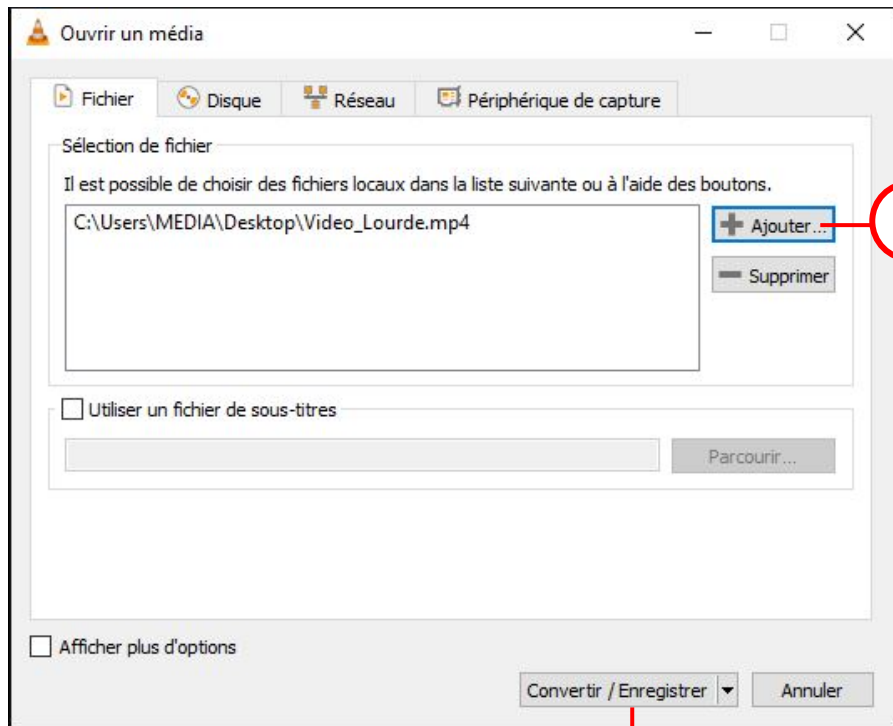 Ouvrir un média
Fichier Disque Réseau Périphérique de capture
Sélection de fichier
Il est possible de choisir des fichiers locaux dans la liste suivante ou à l'aide des boutons.
C:\Users\MEDIA\Desktop\Video_Lourde.mp4
Ajouter...
Supprimer
Utiliser un fichier de sous-titres
Parcourir...
Afficher plus d'options
Convertir / Enregistrer Annuler